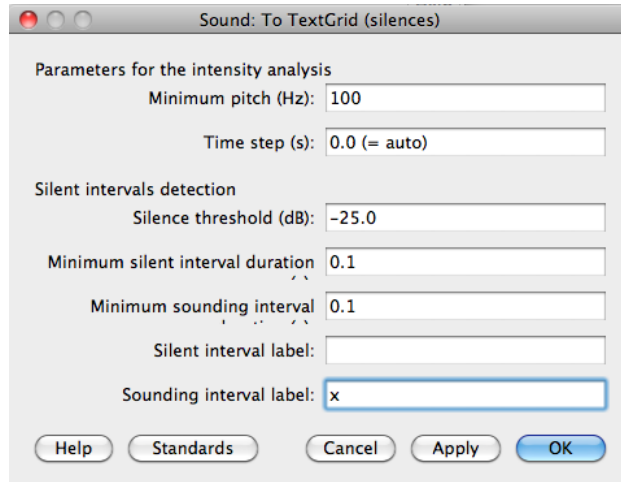 Sound: To TextGrid (silences)
Parameters for the intensity analysis
Minimum pitch (Hz): 100
Time step (s): 0.0 (= auto)
Silent intervals detection
Silence threshold (dB): -25.0
Minimum silent interval duration 0.1
Minimum sounding interval 0.1
Silent interval label:
Sounding interval label: x
Help Standards Cancel Apply OK